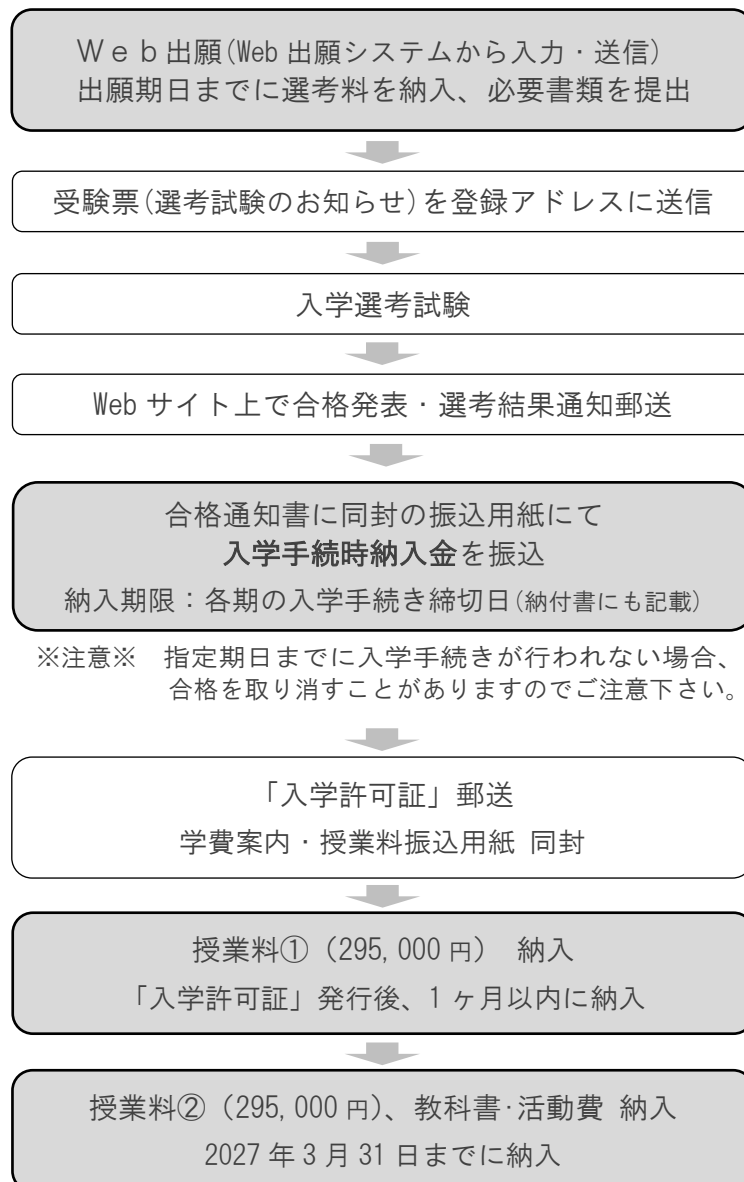 Ｗｅｂ出願(Web 出願システムから入力・送信)
出願期日までに選考料を納入、必要書類を提出
受験票(選考試験のお知らせ)を登録アドレスに送信
入学選考試験
Web サイト上で合格発表・選考結果通知郵送
合格通知書に同封の振込用紙にて
入学手続時納入金を振込
納入期限：各期の入学手続き締切日(納付書にも記載)
※注意※　指定期日までに入学手続きが行われない場合、
合格を取り消すことがありますのでご注意下さい。
「入学許可証」郵送
学費案内・授業料振込用紙 同封
授業料①（295,000 円）　納入
「入学許可証」発行後、1 ヶ月以内に納入
授業料②（295,000 円）、教科書･活動費 納入
2027 年 3 月 31 日までに納入